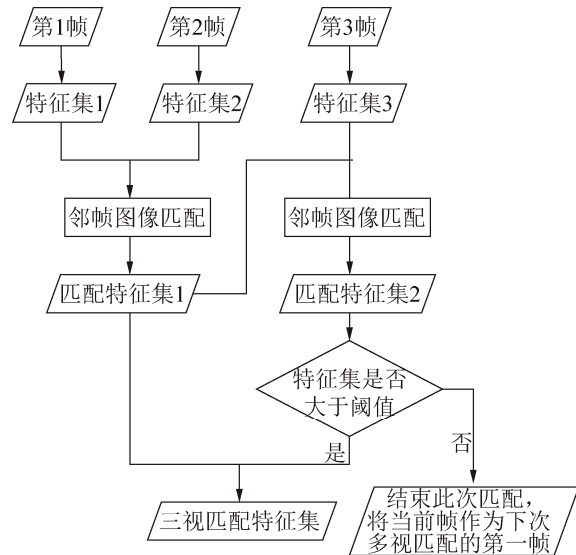 第1帧
第2帧
第3帧
特征集1
特征集2
特征集3
邻帧图像匹配
邻帧图像匹配
匹配特征集1
匹配特征集2
特征集是否
大于阈值
是
否
三视匹配特征集
结束此次匹配，
将当前帧作为下次
多视匹配的第一帧